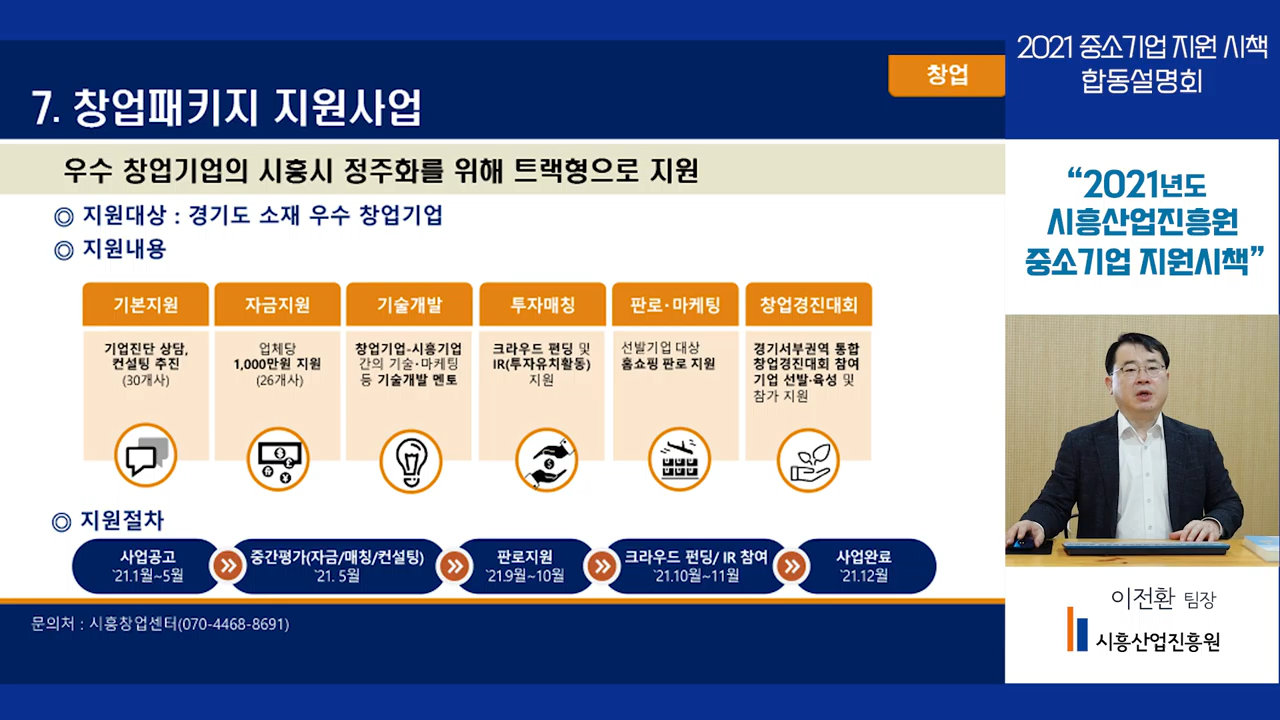 2021 중소기업 지원 시책
합동설명회
창업
7. 창업패키지 지원사업
우수 창업기업의 시흥시 정주화를 위해 트랙형으로 지원
◎ 지원대상 : 경기도 소재 우수 창업기업
◎ 지원내용
기본지원
기업진단 상담,
컨설팅 추진
(30개사)
자금지원
업체당
1,000만원 지원
(26개사)
기술개발
창업기업-시흥기업
간의 기술·마케팅
등 기술개발 멘토
투자매칭
크라우드 펀딩 및
IR(투자유치활동)
지원
판로·마케팅
선발기업 대상
홈쇼핑 판로 지원
창업경진대회
경기서부권역 통합
창업경진대회 참여
기업 선발·육성 및
참가 지원
◎ 지원절차
사업공고
`21.1월~5월
중간평가(자금/매칭/컨설팅)
`21. 5월
판로지원
`21.9월~10월
크라우드 펀딩/ IR 참여
`21.10월~11월
사업완료
`21.12월
문의처 : 시흥창업센터(070-4468-8691)
“2021년도
시흥산업진흥원
중소기업 지원시책”
이전환 팀장
시흥산업진흥원